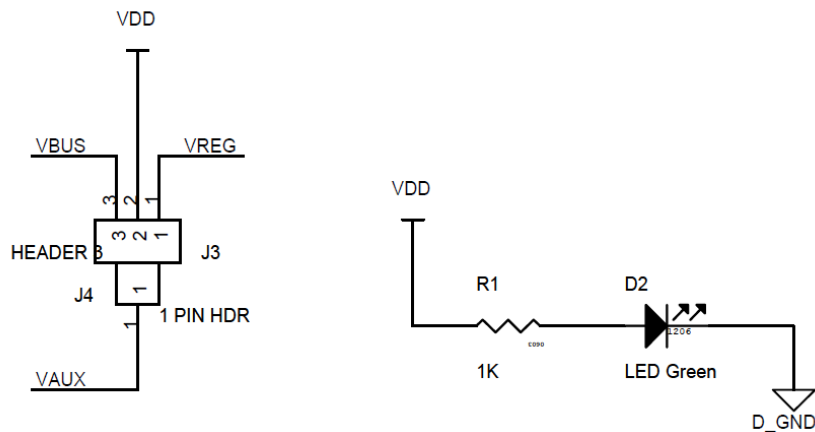 VDD
VBUS
VREG
3
2
1
3
2
1
HEADER 3
J3
J4
1
1 PIN HDR
1
VAUX
VDD
R1
D2
1206
1K
LED Green
D_GND